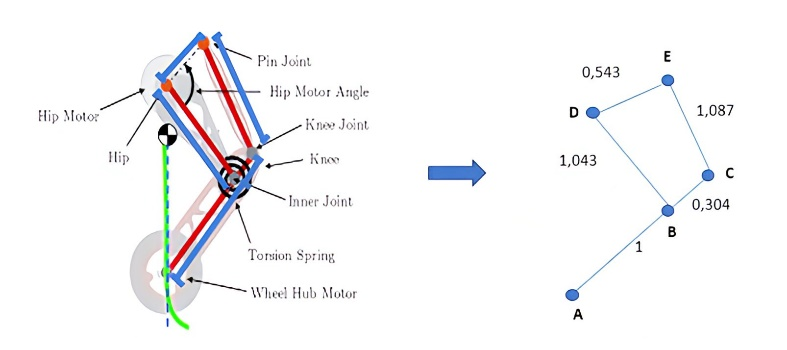 Pin Joint
Hip Motor Angle
Hip Motor
Knee Joint
Hip
Knee
Inner Joint
Torsion Spring
Wheel Hub Motor
E
0,543
D
1,087
1,043
C
0,304
B
1
A